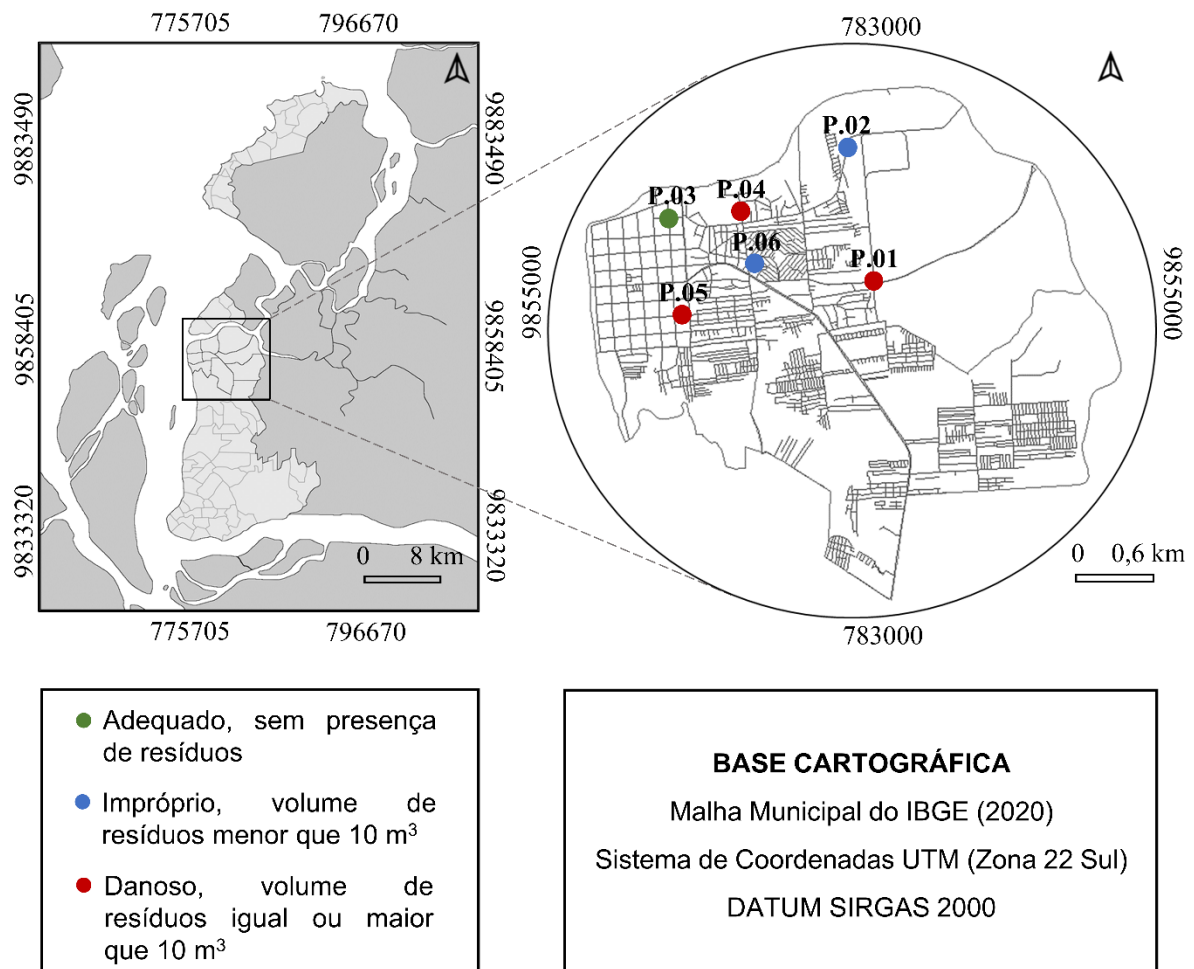 775705 796670
783000
9883490
9883490
P.02
P.03
P.04
P.06
P.01
P.05
9855000
9855000
9858405
9858405
9833320
9833320
0 8 km
0 0,6 km
775705 796670
783000
Adequado, sem presença
de resíduos
Impróprio, volume de
resíduos menor que 10 m³
Danoso, volume de
resíduos igual ou maior
que 10 m³
BASE CARTOGRÁFICA
Malha Municipal do IBGE (2020)
Sistema de Coordenadas UTM (Zona 22 Sul)
DATUM SIRGAS 2000